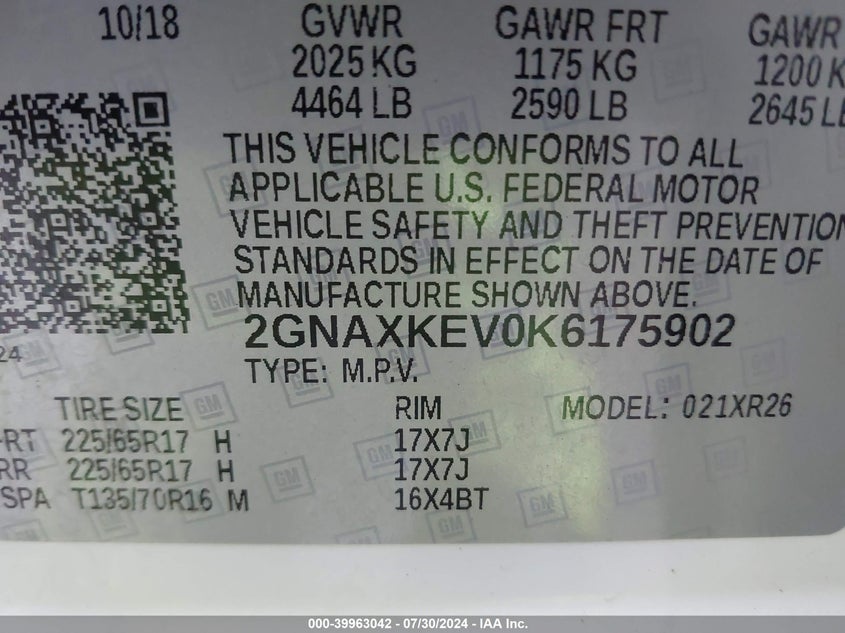 10/18 GVWR GAWR FRT GAWR
2025 KG 1175 KG 1200 K
4464 LB 2590 LB 2645 LB
THIS VEHICLE CONFORMS TO ALL
APPLICABLE U.S. FEDERAL MOTOR
VEHICLE SAFETY AND THEFT PREVENTION
STANDARDS IN EFFECT ON THE DATE OF
MANUFACTURE SHOWN ABOVE.
2GNAXKEV0K6175902
24
TYPE: M.P.V.
TIRE SIZE RIM MODEL: 021XR26
RT 225/65R17 H 17X7J
RR 225/65R17 H 17X7J
SPA T135/70R16 M 16X4BT
GM
000-39963042 - 07/30/2024 - IAA Inc.